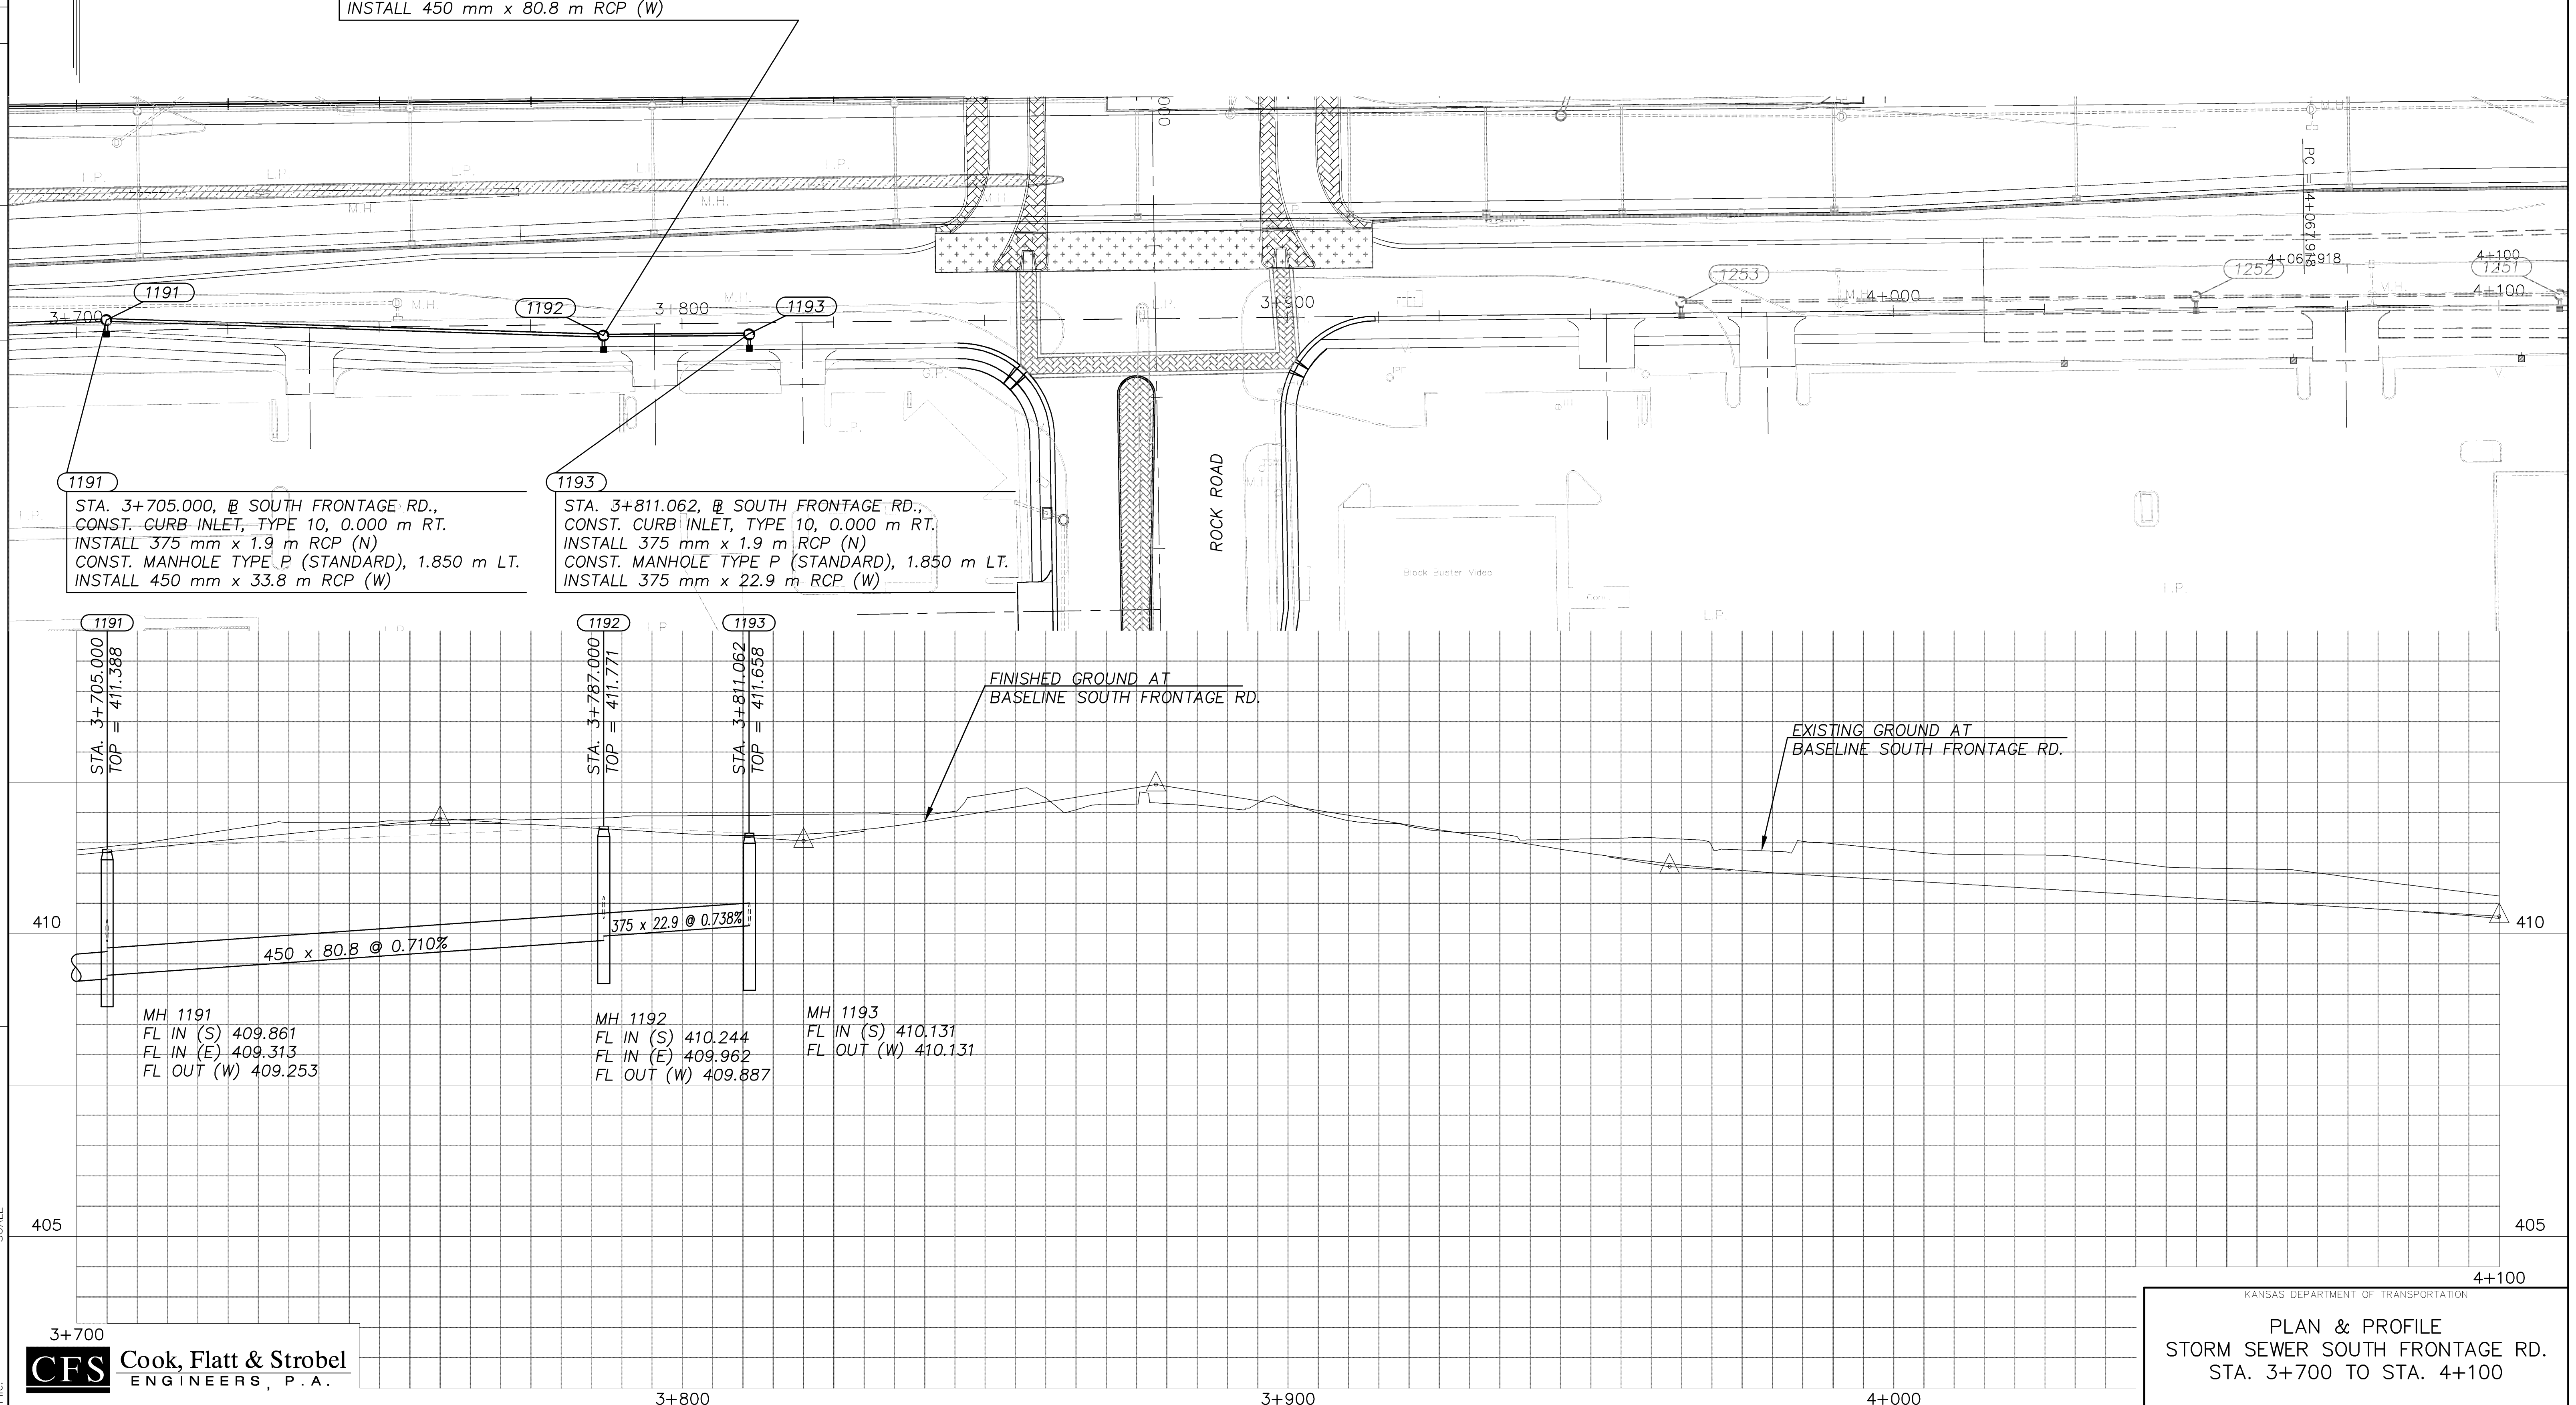 INSTALL 450 mm x 80.8 m RCP (W)
L.P.
L.P.
L.P.
L.P.
L.P.
M.H.
M.H.
M.H.
PC = 4+067.918
4+067.918
4+100
1191
1192
1193
1253
1252
1251
3+700
3+800
3+900
4+000
4+100
M.H.
M.H.
M.H.
M.H.
L.P.
L.P.
1191
STA. 3+705.000, ℄ SOUTH FRONTAGE RD.,
CONST. CURB INLET, TYPE 10, 0.000 m RT.
INSTALL 375 mm x 1.9 m RCP (N)
CONST. MANHOLE TYPE P (STANDARD), 1.850 m LT.
INSTALL 450 mm x 33.8 m RCP (W)
1193
STA. 3+811.062, ℄ SOUTH FRONTAGE RD.,
CONST. CURB INLET, TYPE 10, 0.000 m RT.
INSTALL 375 mm x 1.9 m RCP (N)
CONST. MANHOLE TYPE P (STANDARD), 1.850 m LT.
INSTALL 375 mm x 22.9 m RCP (W)
ROCK ROAD
Block Buster Video
Conc.
L.P.
L.P.
1191
1192
1193
STA. 3+705.000
TOP = 411.388
STA. 3+787.000
TOP = 411.771
STA. 3+811.062
TOP = 411.658
FINISHED GROUND AT
BASELINE SOUTH FRONTAGE RD.
EXISTING GROUND AT
BASELINE SOUTH FRONTAGE RD.
410
410
450 x 80.8 @ 0.710%
375 x 22.9 @ 0.738%
MH 1191
FL IN (S) 409.861
FL IN (E) 409.313
FL OUT (W) 409.253
MH 1192
FL IN (S) 410.244
FL IN (E) 409.962
FL OUT (W) 409.887
MH 1193
FL IN (S) 410.131
FL OUT (W) 410.131
405
405
4+100
3+700
CFS
Cook, Flatt & Strobel
ENGINEERS, P.A.
3+800
3+900
4+000
KANSAS DEPARTMENT OF TRANSPORTATION
PLAN & PROFILE
STORM SEWER SOUTH FRONTAGE RD.
STA. 3+700 TO STA. 4+100